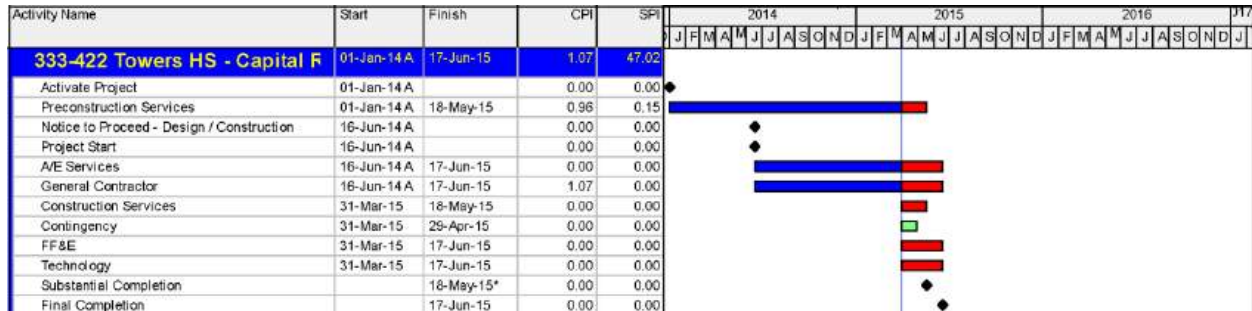 Activity Name Start Finish CPI SPI 2014 2015 2016 J17
J F M A M J J A S O N D J F M A M J J A S O N D J F M A M J J A S O N D J
333-422 Towers HS - Capital R 01-Jan-14 A 17-Jun-15 1.07 47.02
Activate Project 01-Jan-14 A 0.00 0.00
Preconstruction Services 01-Jan-14 A 18-May-15 0.96 0.15
Notice to Proceed - Design / Construction 16-Jun-14 A 0.00 0.00
Project Start 16-Jun-14 A 0.00 0.00
A/E Services 16-Jun-14 A 17-Jun-15 0.00 0.00
General Contractor 16-Jun-14 A 17-Jun-15 1.07 0.00
Construction Services 31-Mar-15 18-May-15 0.00 0.00
Contingency 31-Mar-15 29-Apr-15 0.00 0.00
FF&E 31-Mar-15 17-Jun-15 0.00 0.00
Technology 31-Mar-15 17-Jun-15 0.00 0.00
Substantial Completion 18-May-15* 0.00 0.00
Final Completion 17-Jun-15 0.00 0.00